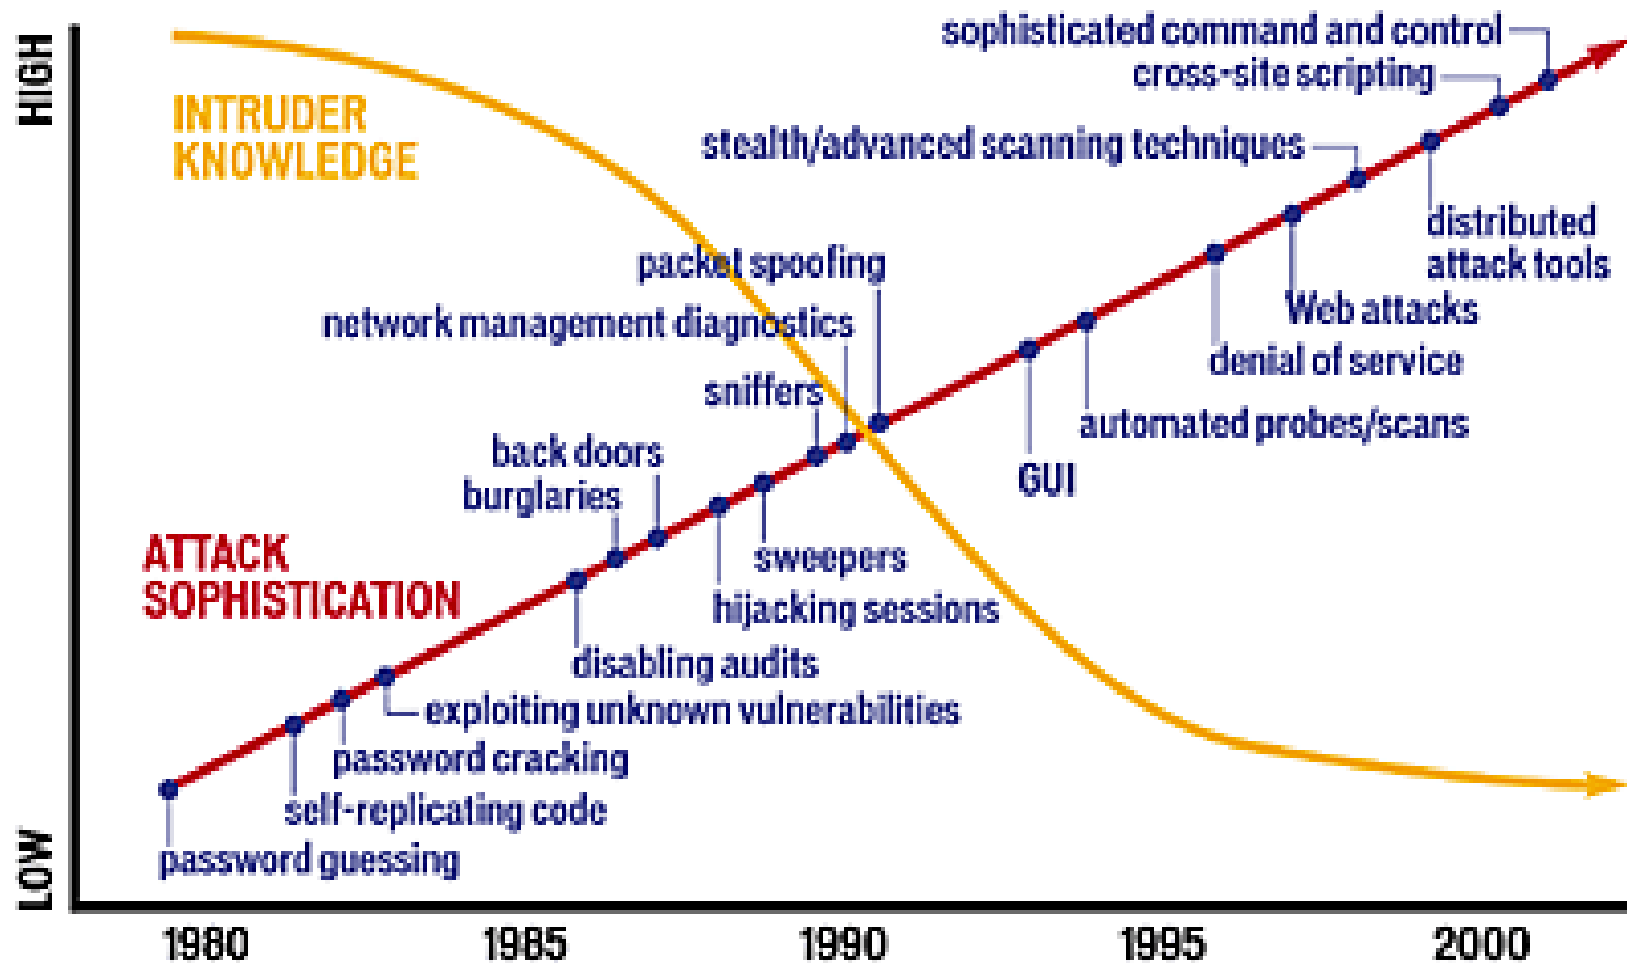 HIGH
sophisticated command and control
cross-site scripting
INTRUDER
KNOWLEDGE
stealth/advanced scanning techniques
distributed
attack tools
packet spoofing
Web attacks
network management diagnostics
denial of service
sniffers
automated probes/scans
back doors
GUI
burglaries
ATTACK
SOPHISTICATION
sweepers
hijacking sessions
disabling audits
exploiting unknown vulnerabilities
password cracking
self-replicating code
password guessing
LOW
1980 1985 1990 1995 2000